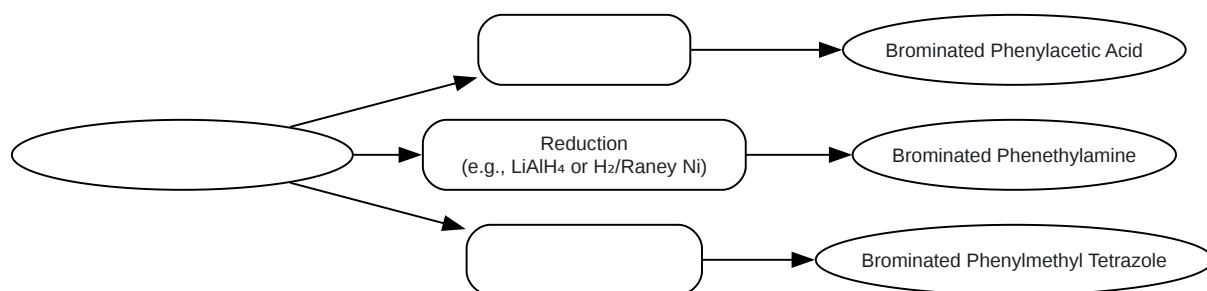 Brominated Phenylacetic Acid
Reduction
(e.g., LiAlH₄ or H₂/Raney Ni)
Brominated Phenethylamine
Brominated Phenylmethyl Tetrazole